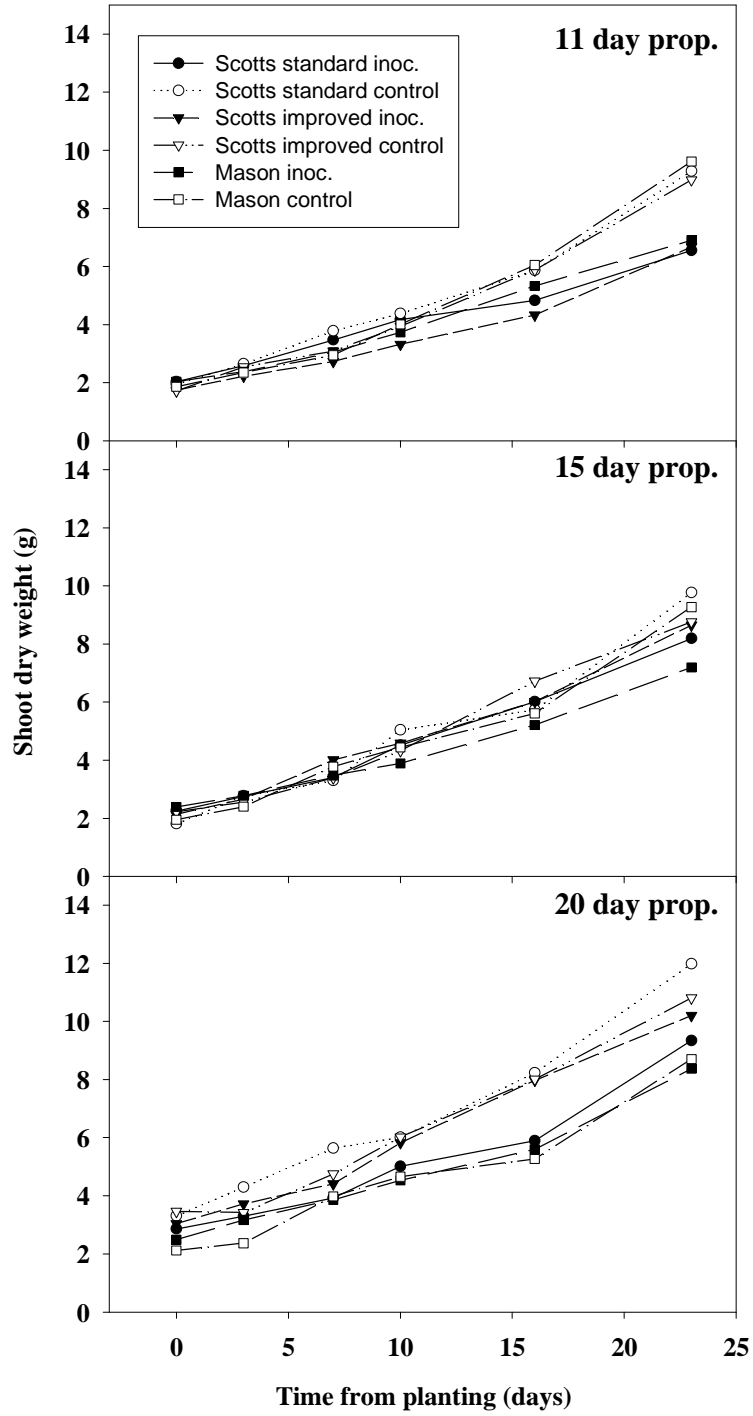 14
12
10
8
6
4
2
0
11 day prop.
Scotts standard inoc.
Scotts standard control
Scotts improved inoc.
Scotts improved control
Mason inoc.
Mason control
14
12
10
8
6
4
2
0
15 day prop.
Shoot dry weight (g)
14
12
10
8
6
4
2
0
20 day prop.
0 5 10 15 20 25
Time from planting (days)